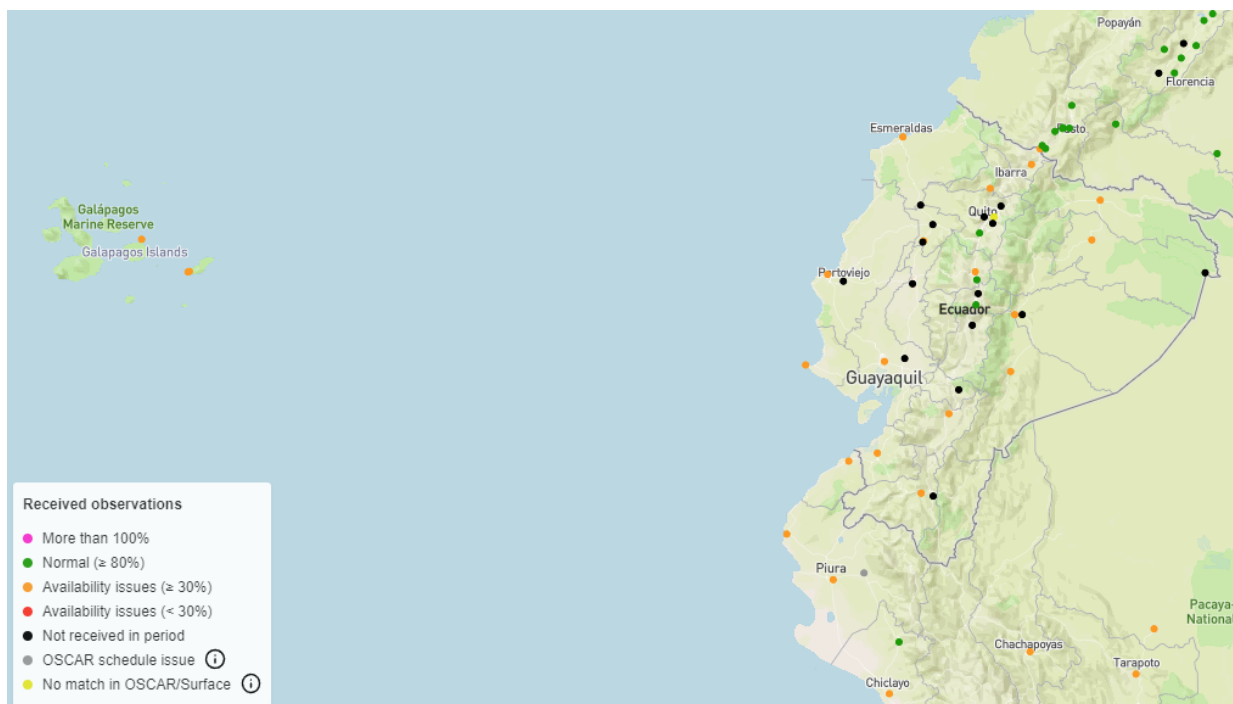 Popayán
Florencia
Pasto
Esmeraldas
Ibarra
Galápagos
Marine Reserve
Quito
Galapagos Islands
Portoviejo
Ecuador
Guayaquil
Received observations
More than 100%
Normal (≥ 80%)
Availability issues (≥ 30%)
Availability issues (< 30%)
Not received in period
OSCAR schedule issue
No match in OSCAR/Surface
Piura
Pacaya-
National
Chachapoyas
Tarapoto
Chiclayo